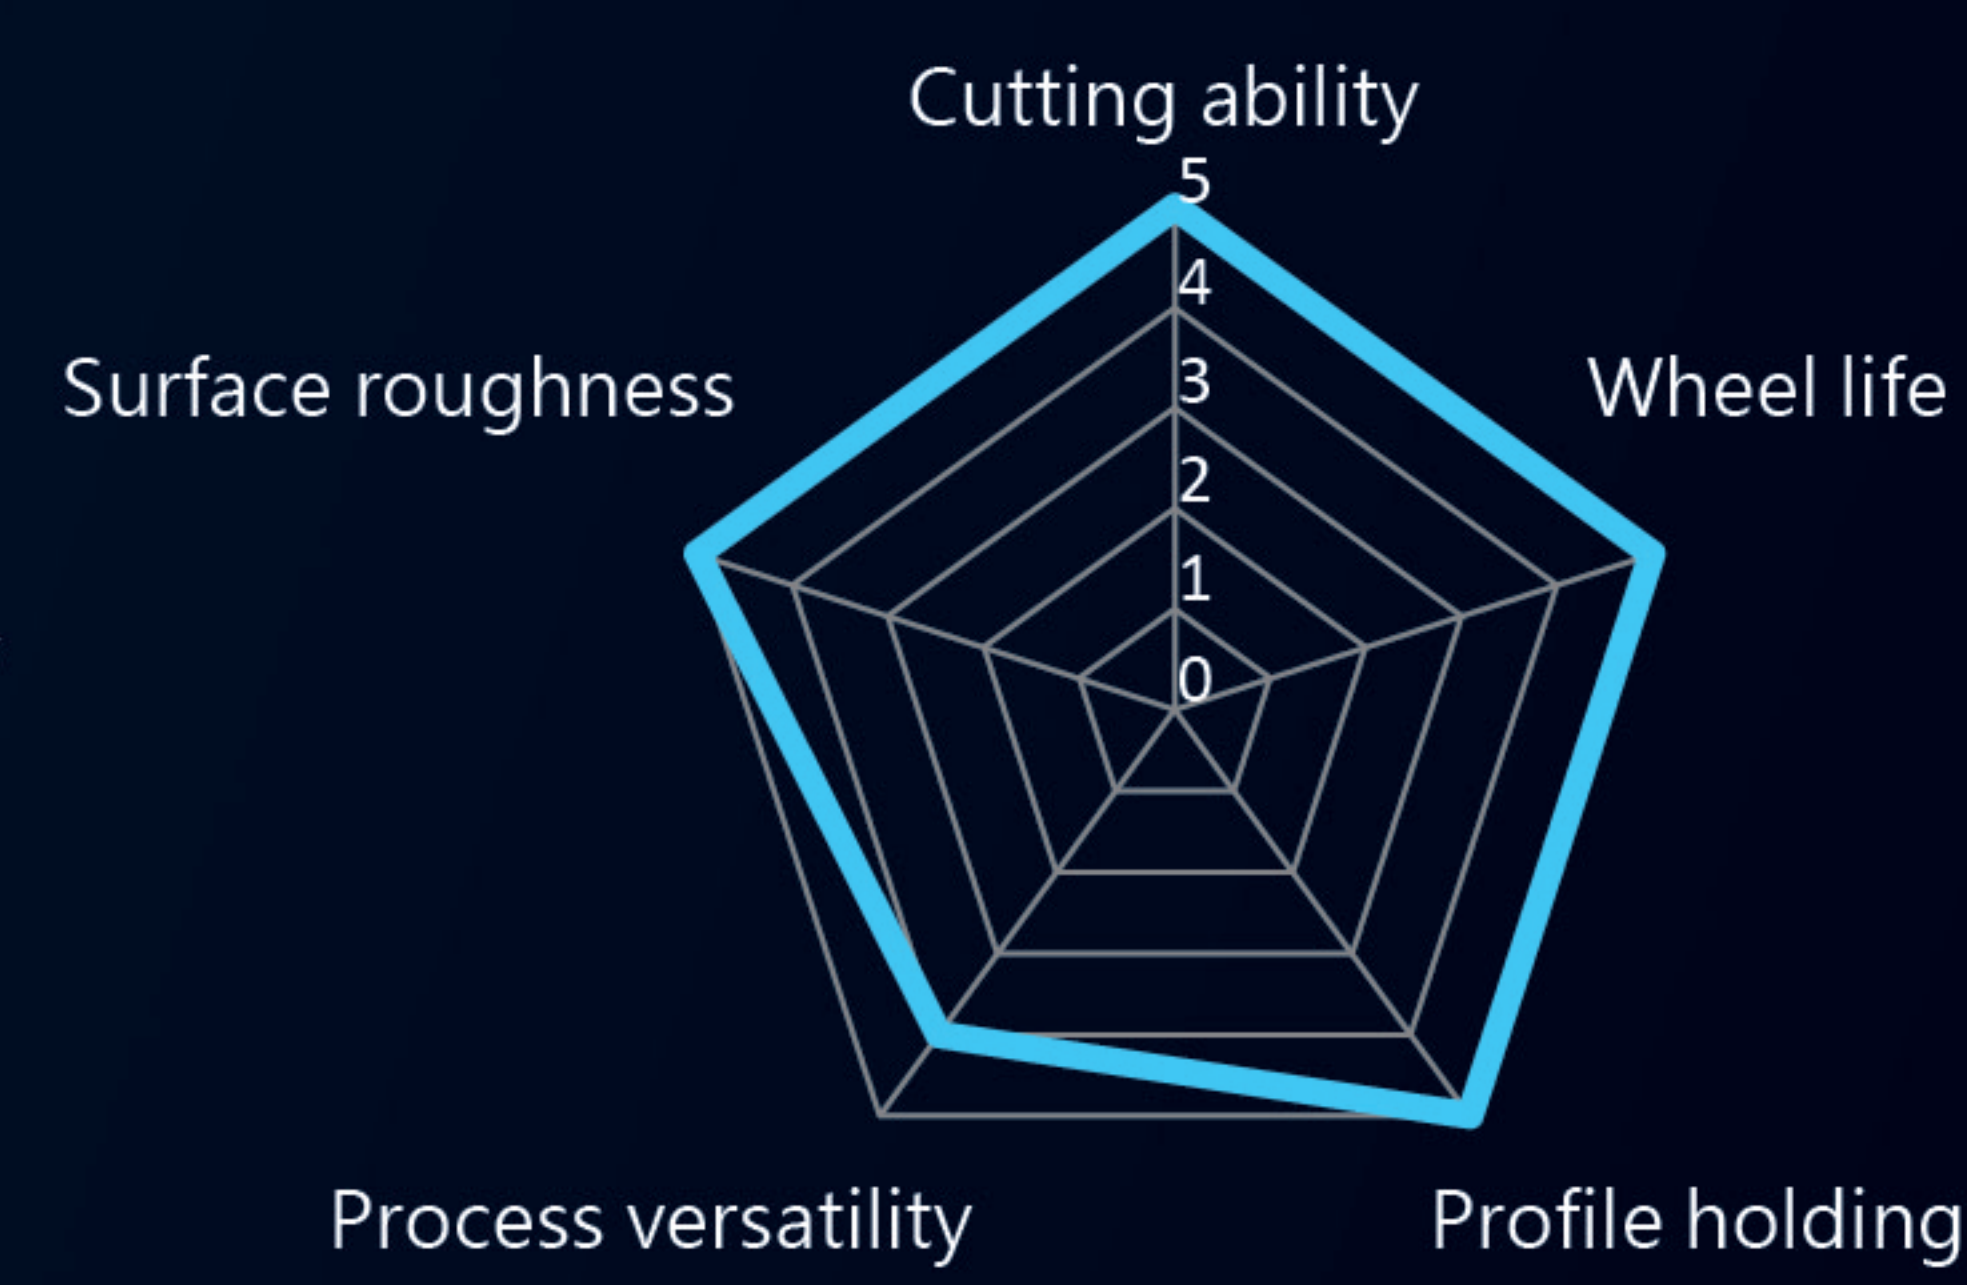 Cutting ability
5
4
3
Surface roughness
Wheel life
2
1
0
Process versatility
Profile holding